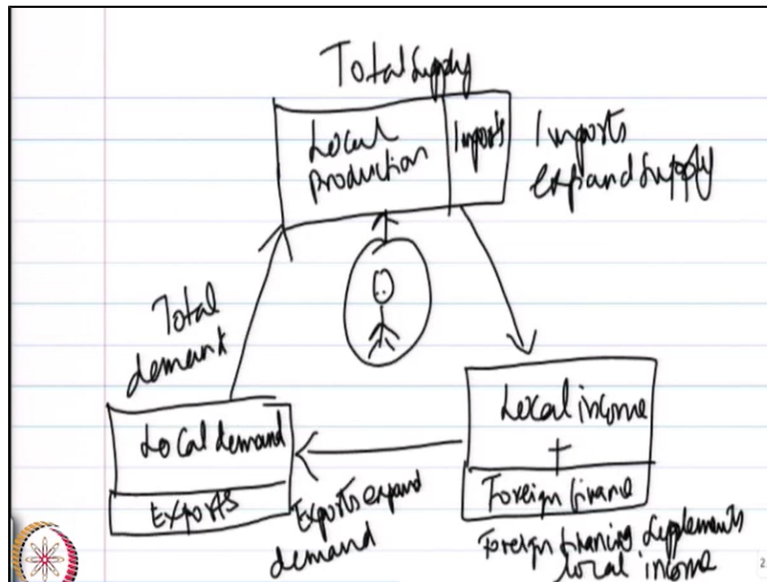 Total Supply
Local
production
Imports
Imports
expand supply
Total
demand
Local demand
Exports
Exports expand
demand
Local income
+
Foreign finance
Foreign financing supplements
local income
2